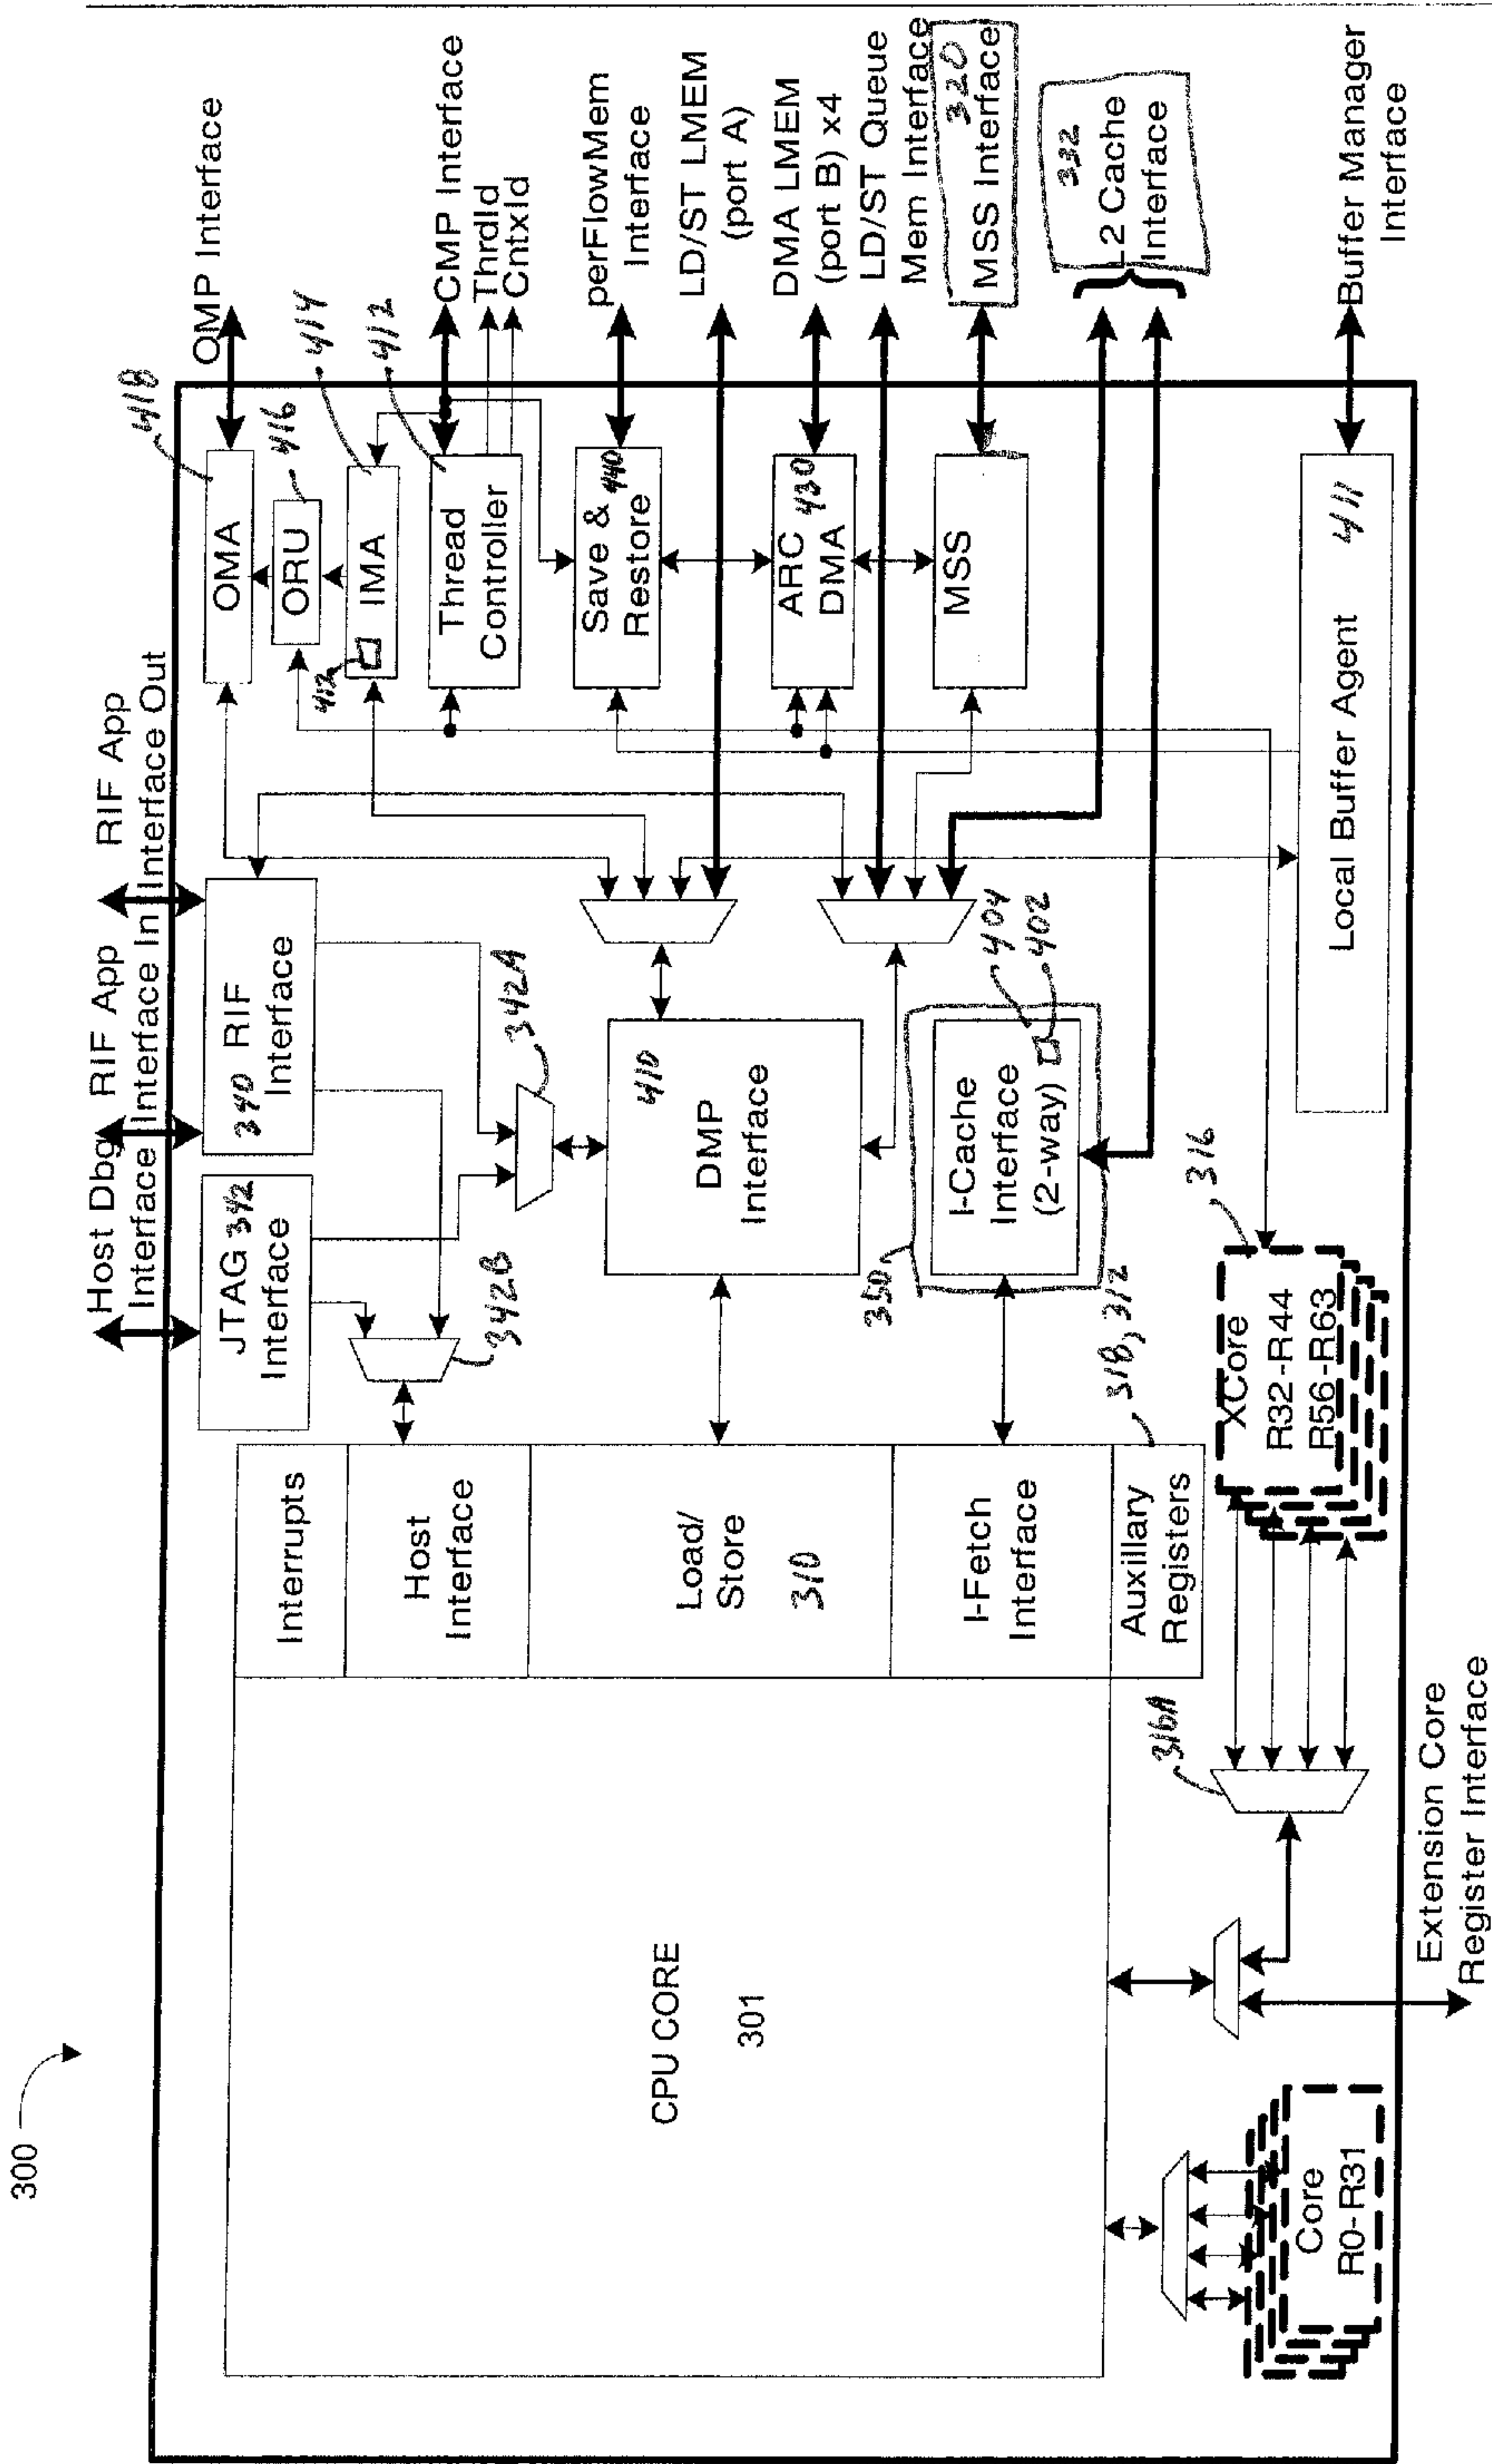 300
Host Dbg
Interface
RIF App
Interface In
RIF App
Interface Out
JTAG 342
Interface
340 RIF
Interface
342B
342A
Interrupts
Host
Interface
Load/
Store
310
I-Fetch
Interface
Auxillary
Registers
318, 312
CPU CORE
301
410
DMP
Interface
350
I-Cache
Interface
(2-way)
404
402
418
OMA
416
ORU
414
IMA
412
412
Thread
Controller
Save &
Restore
440
ARC
DMA
430
MSS
Local Buffer Agent
411
OMP Interface
CMP Interface
ThrdId
CntxId
perFlowMem
Interface
LD/ST LMEM
(port A)
DMA LMEM
(port B) x4
LD/ST Queue
Mem Interface
320
MSS Interface
332
L2 Cache
Interface
Buffer Manager
Interface
316
XCore
R32-R44
R56-R63
316A
Core
R0-R31
Extension Core
Register Interface